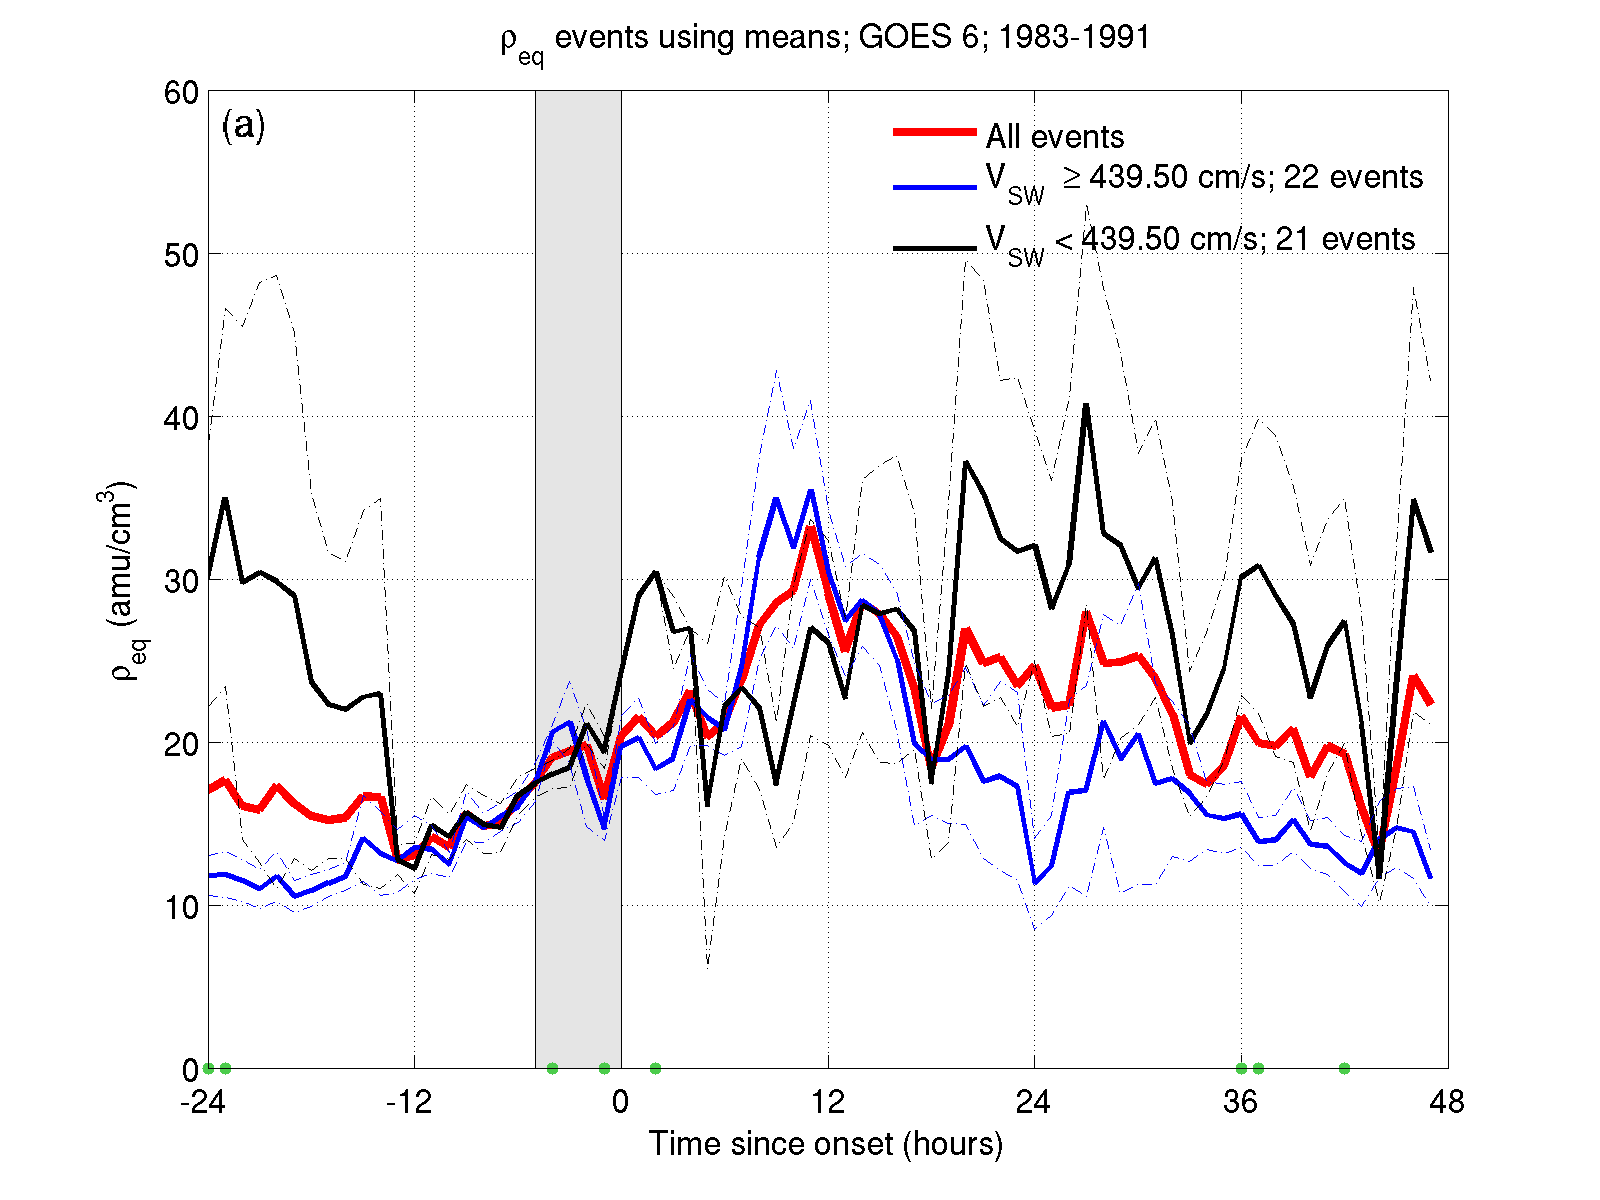 ρeq events using means; GOES 6; 1983-1991
(a)
All events
VSW ≥ 439.50 cm/s; 22 events
VSW < 439.50 cm/s; 21 events
60
50
40
30
20
10
0
ρeq (amu/cm³)
-24 -12 0 12 24 36 48
Time since onset (hours)